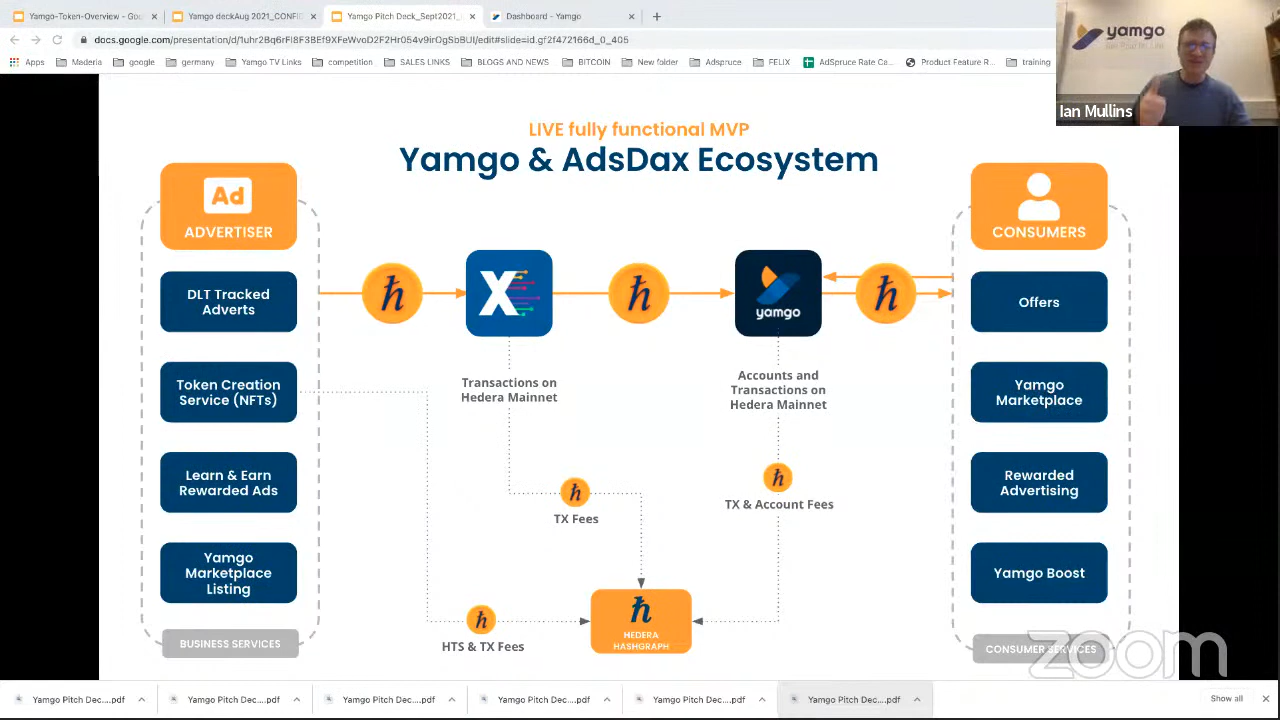 Yamgo-Token-Overview - Goo
Yamgo deckAug 2021_CONFI
Yamgo Pitch Deck_Sept2021_
Dashboard - Yamgo
docs.google.com/presentation/d/1uhr2Bq6rFl8F3BEf9XFeWvoD2F2Hr054v9rOgSbBUI/edit#slide=id.gf2f472166d_0_405
Apps
Maderia
google
germany
Yamgo TV Links
competition
SALES LINKS
BLOGS AND NEWS
BITCOIN
New folder
Adspruce
FELIX
AdSpruce Rate Ca...
Product Feature R...
training
yamgo
Ian Mullins
LIVE fully functional MVP
Yamgo & AdsDax Ecosystem
Ad
ADVERTISER
DLT Tracked
Adverts
Token Creation
Service (NFTs)
Learn & Earn
Rewarded Ads
Yamgo
Marketplace
Listing
BUSINESS SERVICES
ħ
X
Transactions on
Hedera Mainnet
ħ
TX Fees
ħ
HTS & TX Fees
ħ
yamgo
Accounts and
Transactions on
Hedera Mainnet
ħ
TX & Account Fees
ħ
HEDERA
HASHGRAPH
ħ
CONSUMERS
Offers
Yamgo
Marketplace
Rewarded
Advertising
Yamgo Boost
CONSUMER SERVICES
zoom
Yamgo Pitch Dec....pdf
Yamgo Pitch Dec....pdf
Yamgo Pitch Dec....pdf
Yamgo Pitch Dec....pdf
Yamgo Pitch Dec....pdf
Yamgo Pitch Dec....pdf
Show all